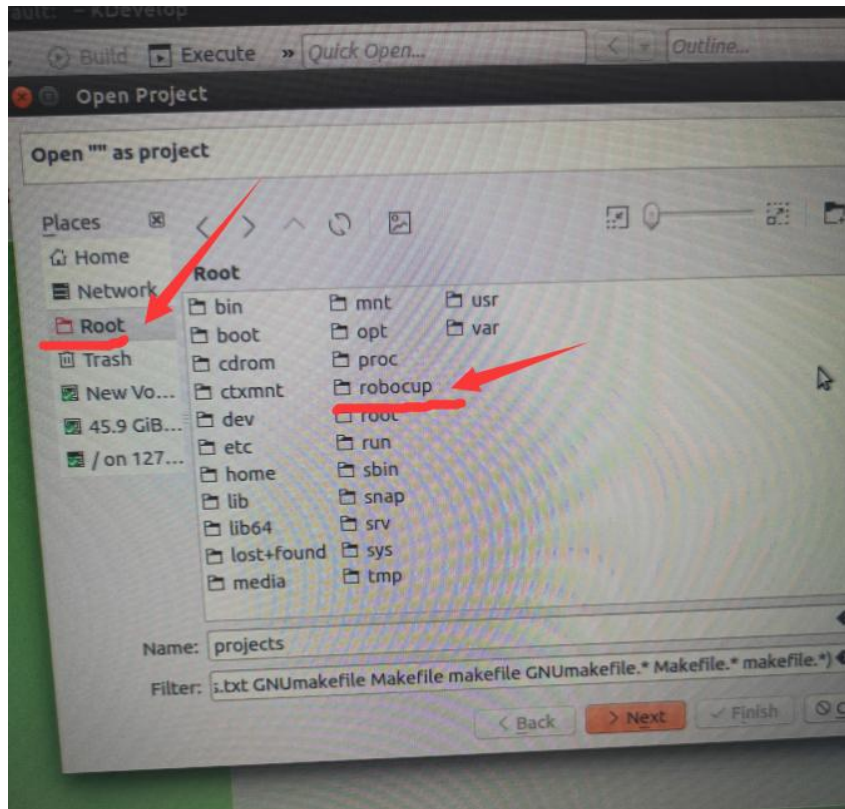 ault: - KDevelop
Build Execute » Quick Open... Outline...
Open Project
Open "" as project
Places
Home
Network
Root
Trash
New Vo...
45.9 GiB...
/ on 127...
Root
bin
boot
cdrom
ctxmnt
dev
etc
home
lib
lib64
lost+found
media
mnt
opt
proc
robocup
root
run
sbin
snap
srv
sys
tmp
usr
var
Name: projects
Filter: s.txt GNUmakefile Makefile makefile GNUmakefile.* Makefile.* makefile.*)
< Back > Next Finish